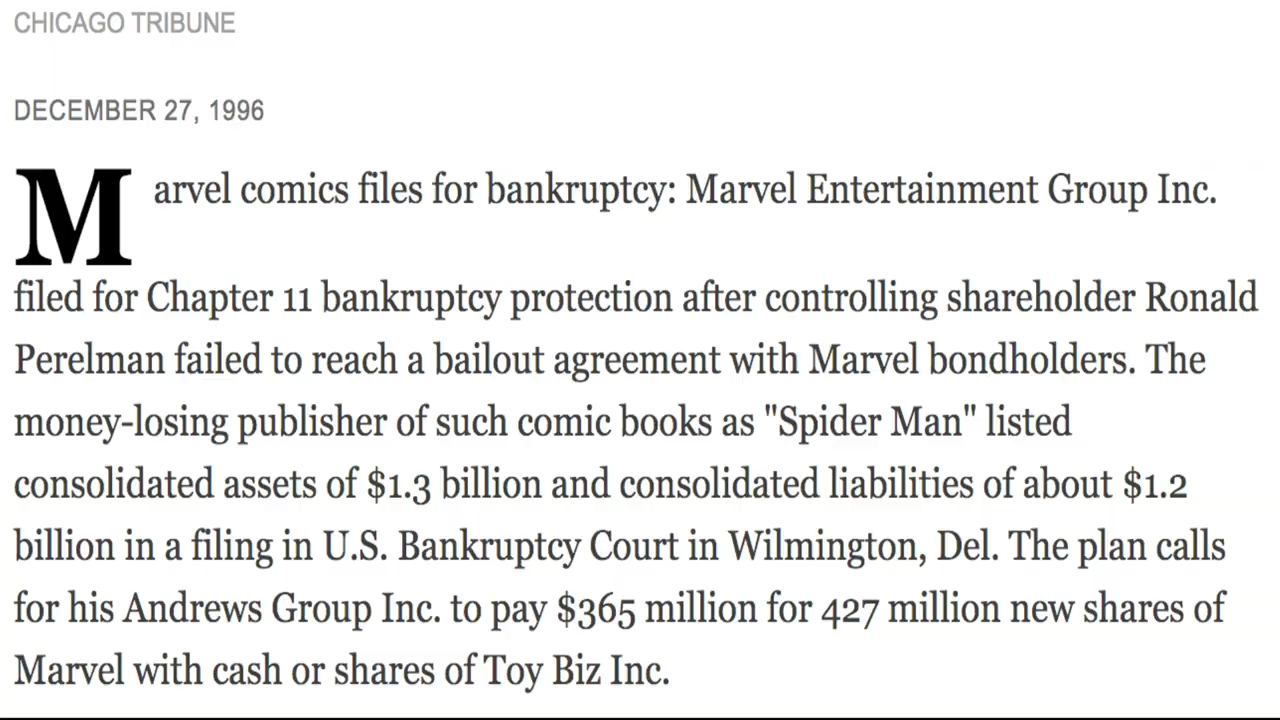 CHICAGO TRIBUNE
DECEMBER 27, 1996
Marvel comics files for bankruptcy: Marvel Entertainment Group Inc.
filed for Chapter 11 bankruptcy protection after controlling shareholder Ronald
Perelman failed to reach a bailout agreement with Marvel bondholders. The
money-losing publisher of such comic books as "Spider Man" listed
consolidated assets of $1.3 billion and consolidated liabilities of about $1.2
billion in a filing in U.S. Bankruptcy Court in Wilmington, Del. The plan calls
for his Andrews Group Inc. to pay $365 million for 427 million new shares of
Marvel with cash or shares of Toy Biz Inc.